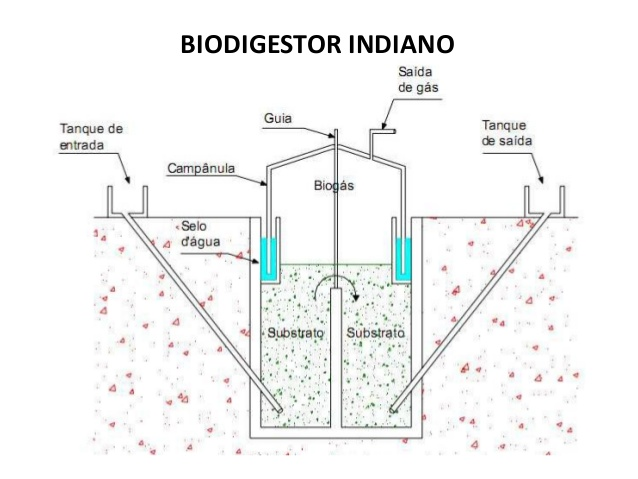 BIODIGESTOR INDIANO
Saída
de gás
Guia
Tanque de
entrada
Tanque
de saída
Campânula
Biogás
Selo
d'água
Substrato
Substrato